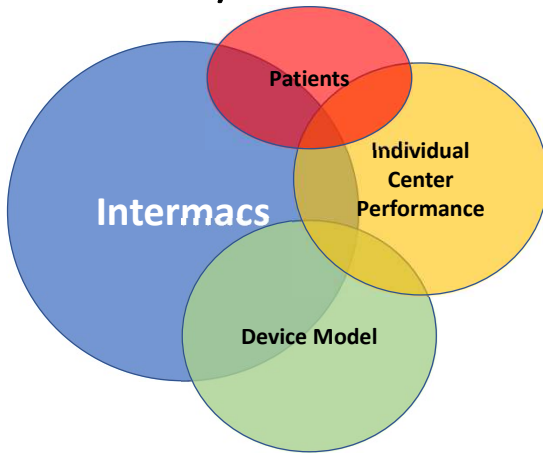 Patients
Individual
Center
Performance
Intermacs
Device Model